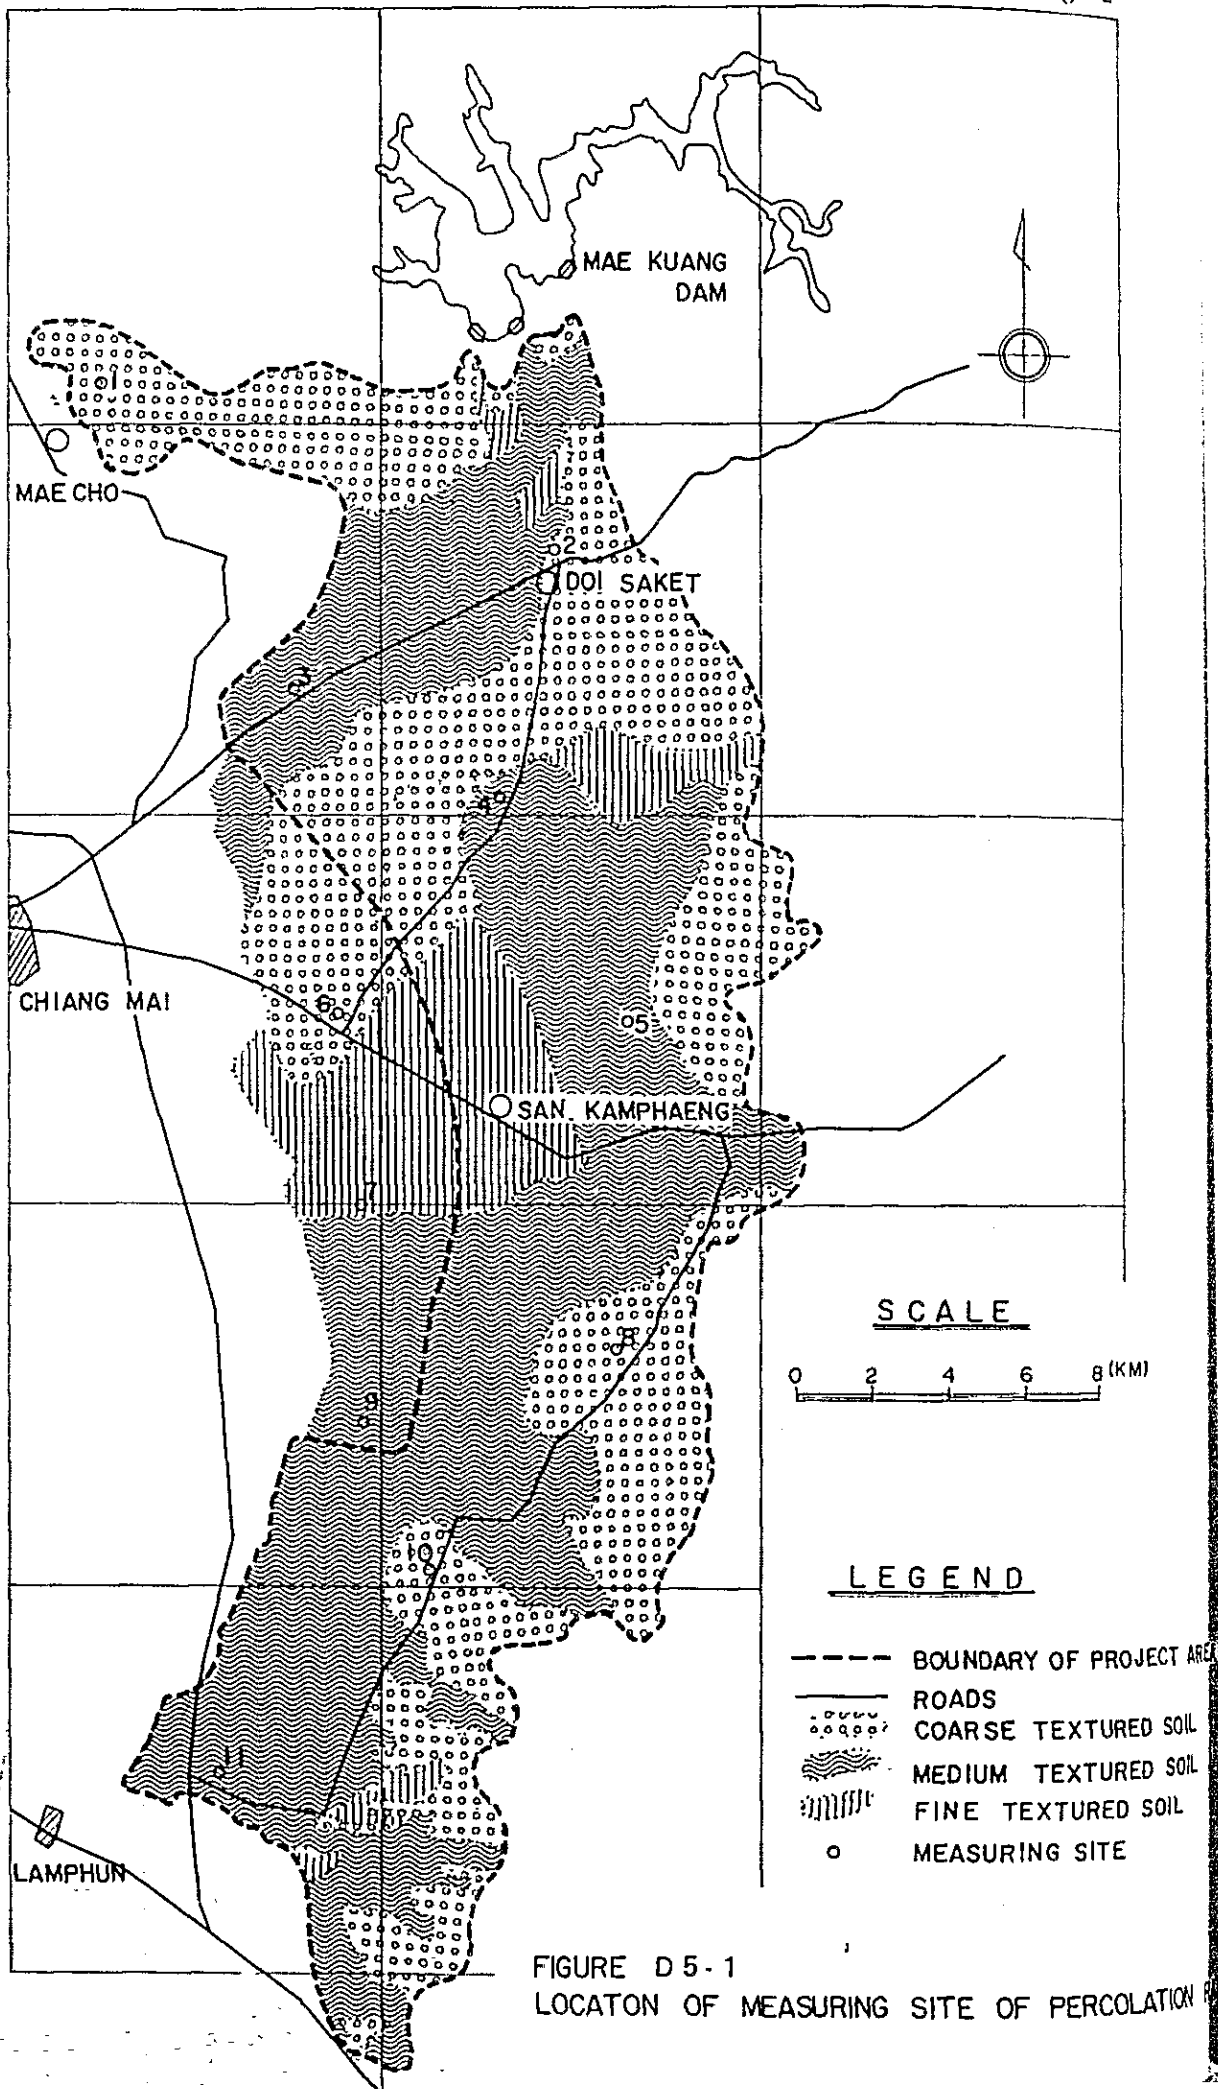 MAE KUANG
DAM
1
MAE CHO
2
DOI SAKET
3
4
CHIANG MAI
6
5
SAN. KAMPHAENG
7
SCALE
8
0 2 4 6 8 (KM)
9
10
LEGEND
BOUNDARY OF PROJECT AREA
ROADS
COARSE TEXTURED SOIL
MEDIUM TEXTURED SOIL
11
FINE TEXTURED SOIL
MEASURING SITE
LAMPHUN
FIGURE D5-1
LOCATON OF MEASURING SITE OF PERCOLATION